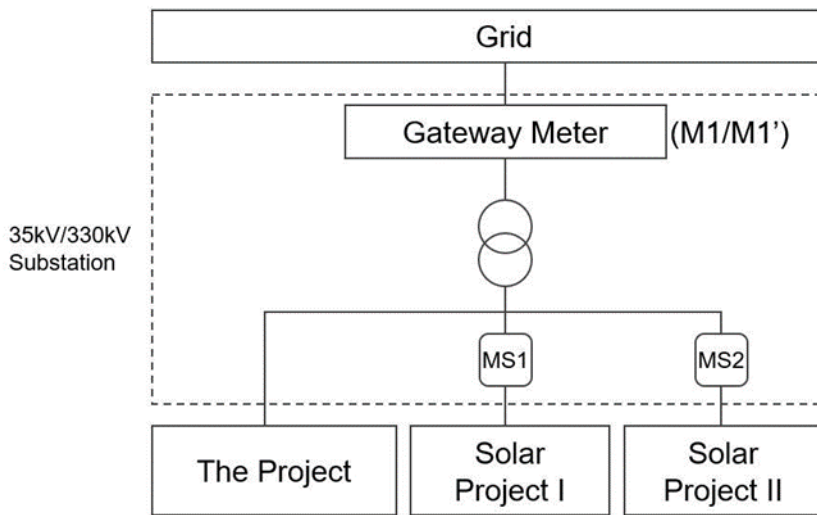 Grid
Gateway Meter
(M1/M1’)
35kV/330kV
Substation
MS1
MS2
The Project
Solar
Project I
Solar
Project II